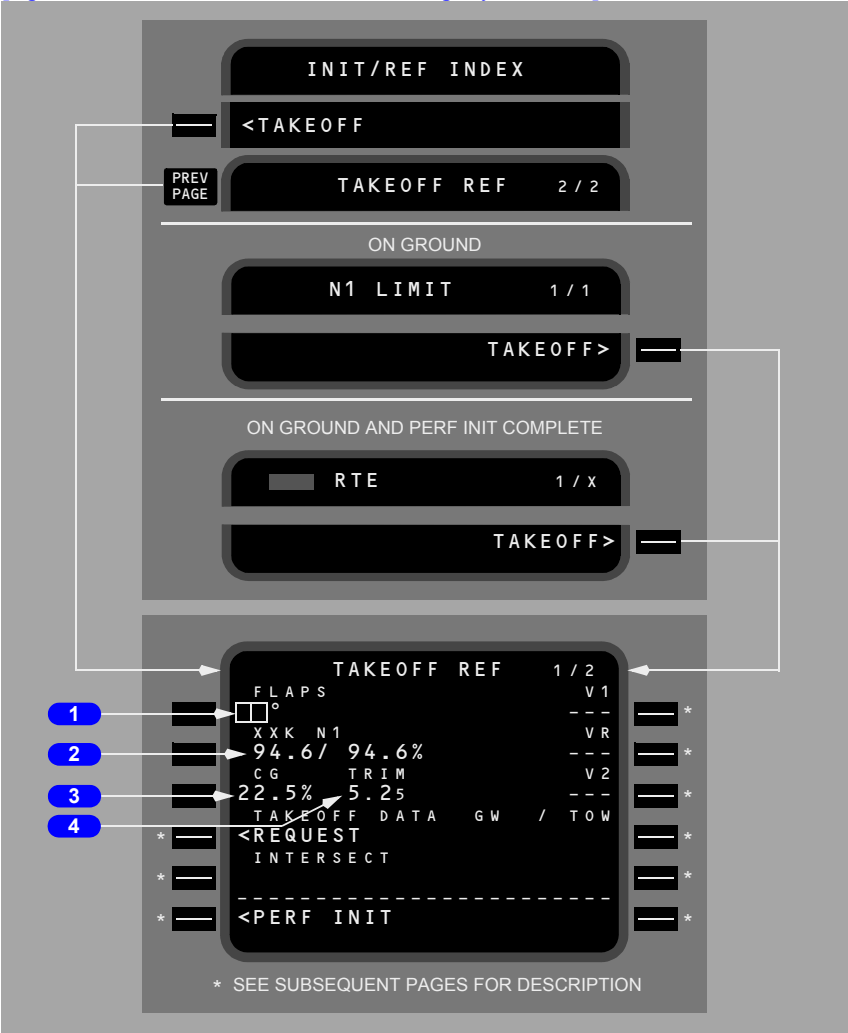 INIT/REF INDEX
<TAKEOFF
PREV
PAGE
TAKEOFF REF 2/2
ON GROUND
N1 LIMIT 1/1
TAKEOFF>
ON GROUND AND PERF INIT COMPLETE
RTE 1/X
TAKEOFF>
TAKEOFF REF 1/2
FLAPS V1
1 °  --- *
XXK N1 VR
2 94.6/ 94.6% --- *
CG TRIM V2
3 22.5% 5.25 --- *
4 TAKEOFF DATA GW / TOW
* <REQUEST *
INTERSECT
* *
------------------------
* <PERF INIT *
* SEE SUBSEQUENT PAGES FOR DESCRIPTION